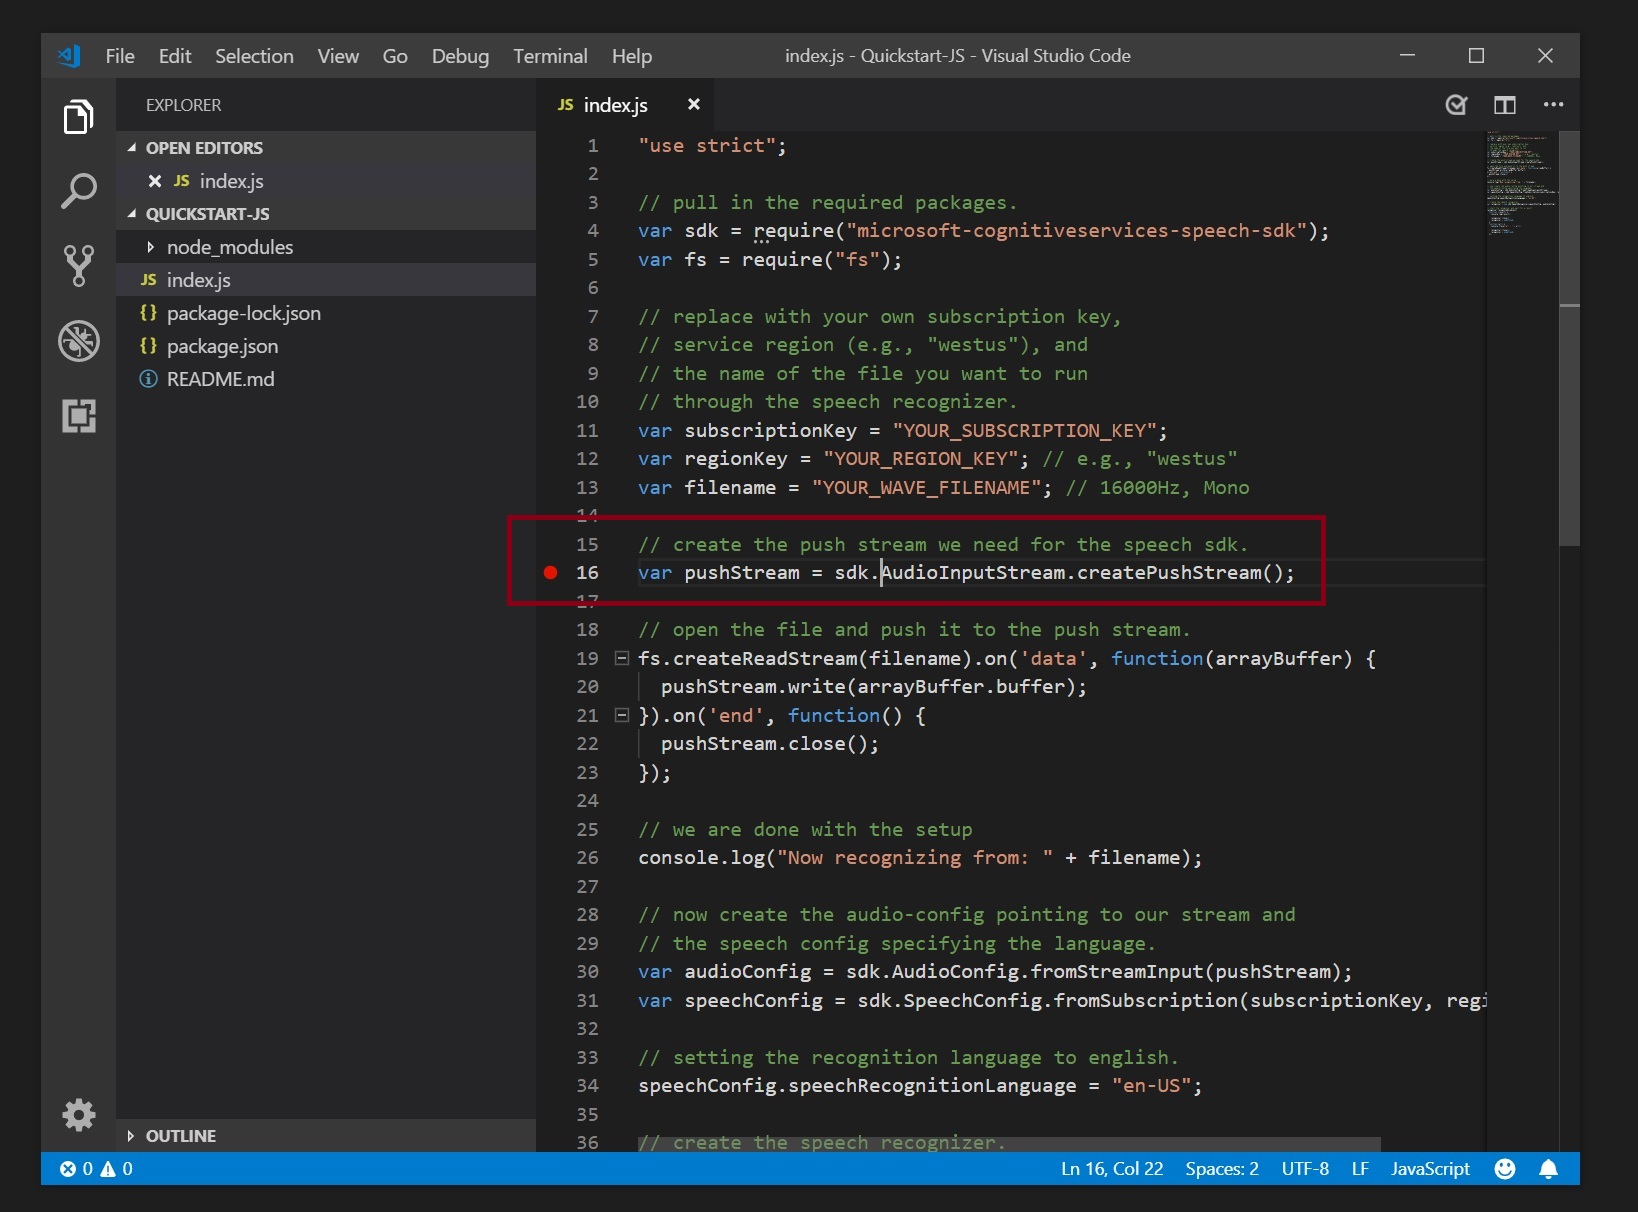 File Edit Selection View Go Debug Terminal Help
index.js - Quickstart-JS - Visual Studio Code
EXPLORER
OPEN EDITORS
JS index.js
QUICKSTART-JS
node_modules
JS index.js
{} package-lock.json
{} package.json
README.md
OUTLINE
JS index.js
1 "use strict";
2
3 // pull in the required packages.
4 var sdk = require("microsoft-cognitiveservices-speech-sdk");
5 var fs = require("fs");
6
7 // replace with your own subscription key,
8 // service region (e.g., "westus"), and
9 // the name of the file you want to run
10 // through the speech recognizer.
11 var subscriptionKey = "YOUR_SUBSCRIPTION_KEY";
12 var regionKey = "YOUR_REGION_KEY"; // e.g., "westus"
13 var filename = "YOUR_WAVE_FILENAME"; // 16000Hz, Mono
14
15 // create the push stream we need for the speech sdk.
16 var pushStream = sdk.AudioInputStream.createPushStream();
17
18 // open the file and push it to the push stream.
19 fs.createReadStream(filename).on('data', function(arrayBuffer) {
20 pushStream.write(arrayBuffer.buffer);
21 }).on('end', function() {
22 pushStream.close();
23 });
24
25 // we are done with the setup
26 console.log("Now recognizing from: " + filename);
27
28 // now create the audio-config pointing to our stream and
29 // the speech config specifying the language.
30 var audioConfig = sdk.AudioConfig.fromStreamInput(pushStream);
31 var speechConfig = sdk.SpeechConfig.fromSubscription(subscriptionKey, regi
32
33 // setting the recognition language to english.
34 speechConfig.speechRecognitionLanguage = "en-US";
35
36 // create the speech recognizer.
0 0
Ln 16, Col 22 Spaces: 2 UTF-8 LF JavaScript